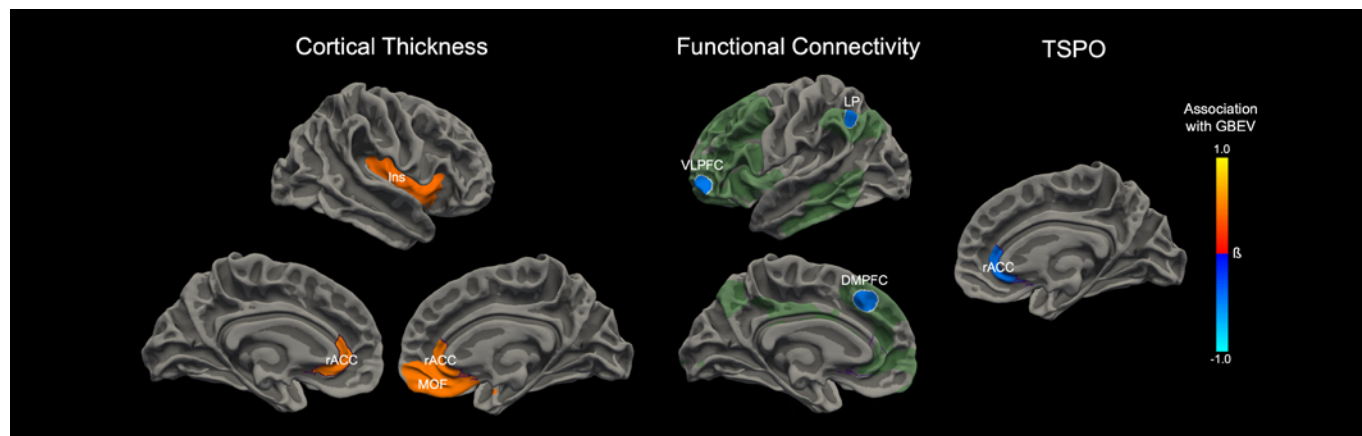 Cortical Thickness
Functional Connectivity
TSPO
Association
with GBEV
1.0
ß
-1.0
Ins
rACC
rACC
MOF
LP
VLPFC
DMPFC
rACC